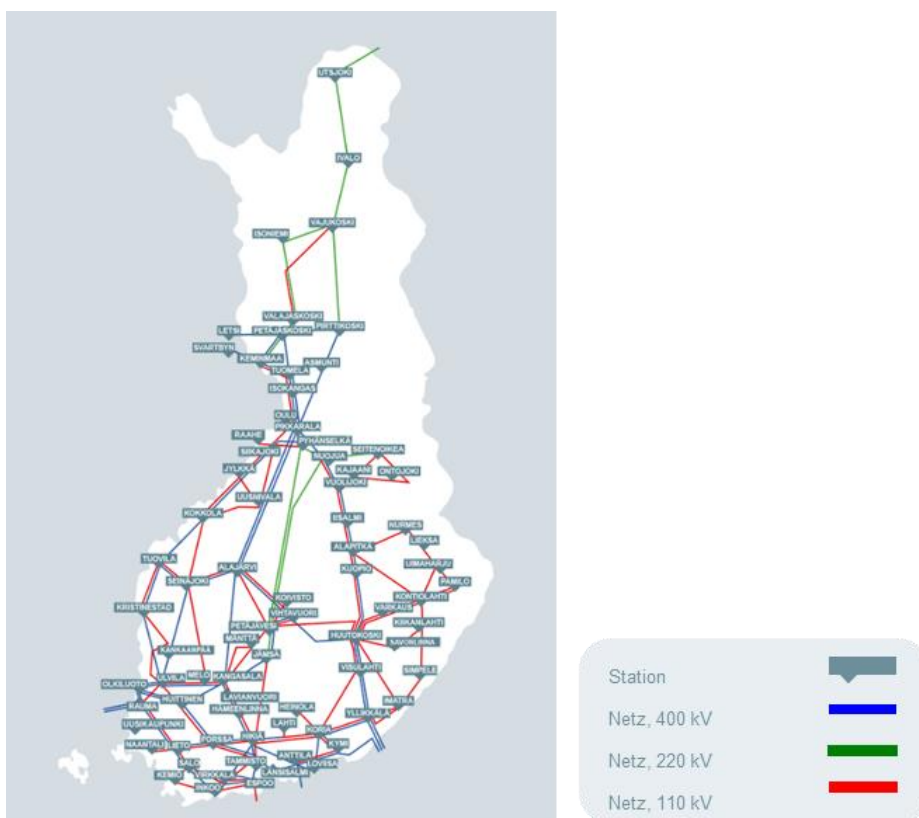 UTSJOKI
IVALO
VAJUKOSKI
ISONIEMI
VALAJASKOSKI
LETSI
PETÄJÄSKOSKI
PIRTTIKOSKI
SVARTBYN
KEMINMAA
ASMUNTI
TUOMELA
ISOKANGAS
OULU
PIKKARALA
RAAHE
PYHÄNSELKÄ
SIIKAJOKI
NUOJUA
SEITENOIKEA
JYLKKÄ
KAJAANI
ONTOJOKI
VUOLIJOKI
UUSNIVALA
KOKKOLA
IISALMI
NURMES
LIEKSA
ALAPITKA
TUOVILA
ALAJÄRVI
KUOPIO
UIMAHARJU
SEINÄJOKI
PAMILO
KOIVISTO
KONTIOLAHTI
KRISTINESTAD
VIHTAVUORI
VARKAUS
PETÄJÄVESI
KIIKANLAHTI
MÄNTTÄ
HUUTOKOSKI
SAVONLINNA
KANKAANPÄÄ
JÄMSÄ
VISULAHTI
SIMPELE
ULVILA
MELO
KANGASALA
OLKILUOTO
HUITTINEN
LAVIANVUORI
IMATRA
RAUMA
HÄMEENLINNA
HEINOLA
YLLIKKÄLÄ
UUSIKAUPUNKI
LAHTI
KORIA
NAANTALI
LIETO
FORSSA
HIKIÄ
KYMI
SALO
TAMMISTO
ANTTILA
LOVIISA
KEMIÖ
VIRKKALA
LÄNSISALMI
INKOO
ESPOO
Station
Netz, 400 kV
Netz, 220 kV
Netz, 110 kV